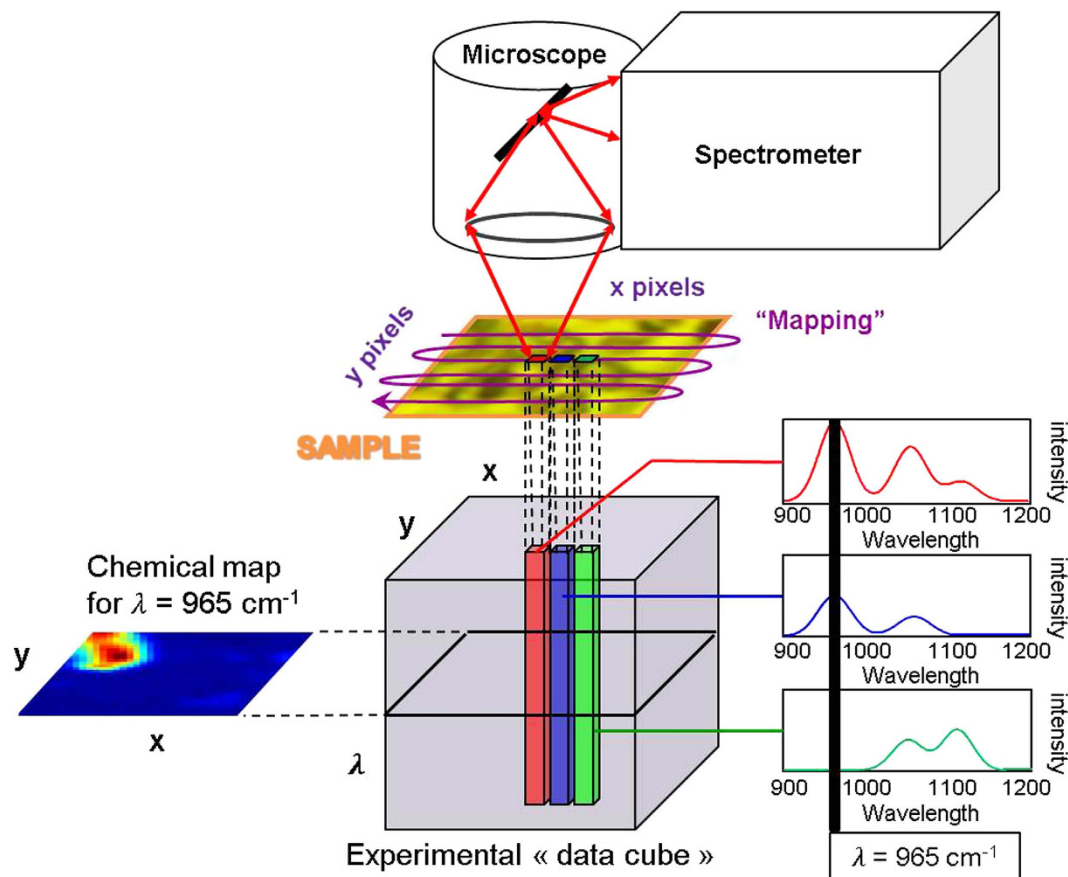 Microscope
Spectrometer
x pixels
"Mapping"
y pixels
SAMPLE
x
y
intensity
900 1000 1100 1200
Wavelength
Chemical map
for λ = 965 cm⁻¹
y
x
intensity
900 1000 1100 1200
Wavelength
λ
intensity
900 1000 1100 1200
Wavelength
Experimental « data cube »
λ = 965 cm⁻¹